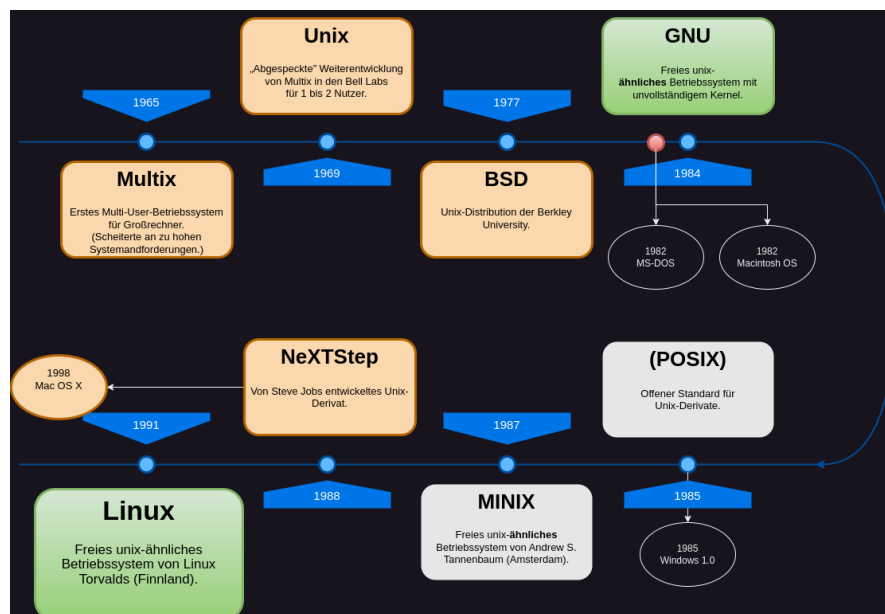 Unix
„Abgespeckte” Weiterentwicklung
von Multix in den Bell Labs
für 1 bis 2 Nutzer.
GNU
Freies unix-
ähnliches Betriebssystem mit
unvollständigem Kernel.
1965
1977
1969
1984
Multix
Erstes Multi-User-Betriebssystem
für Großrechner.
(Scheiterte an zu hohen
Systemandforderungen.)
BSD
Unix-Distribution der Berkley
University.
1982
MS-DOS
1982
Macintosh OS
NeXTStep
Von Steve Jobs entwickeltes Unix-
Derivat.
(POSIX)
Offener Standard für
Unix-Derivate.
1998
Mac OS X
1991
1987
1988
1985
Linux
Freies unix-ähnliches
Betriebssystem von Linux
Torvalds (Finnland).
MINIX
Freies unix-ähnliches
Betriebssystem von Andrew S.
Tannenbaum (Amsterdam).
1985
Windows 1.0